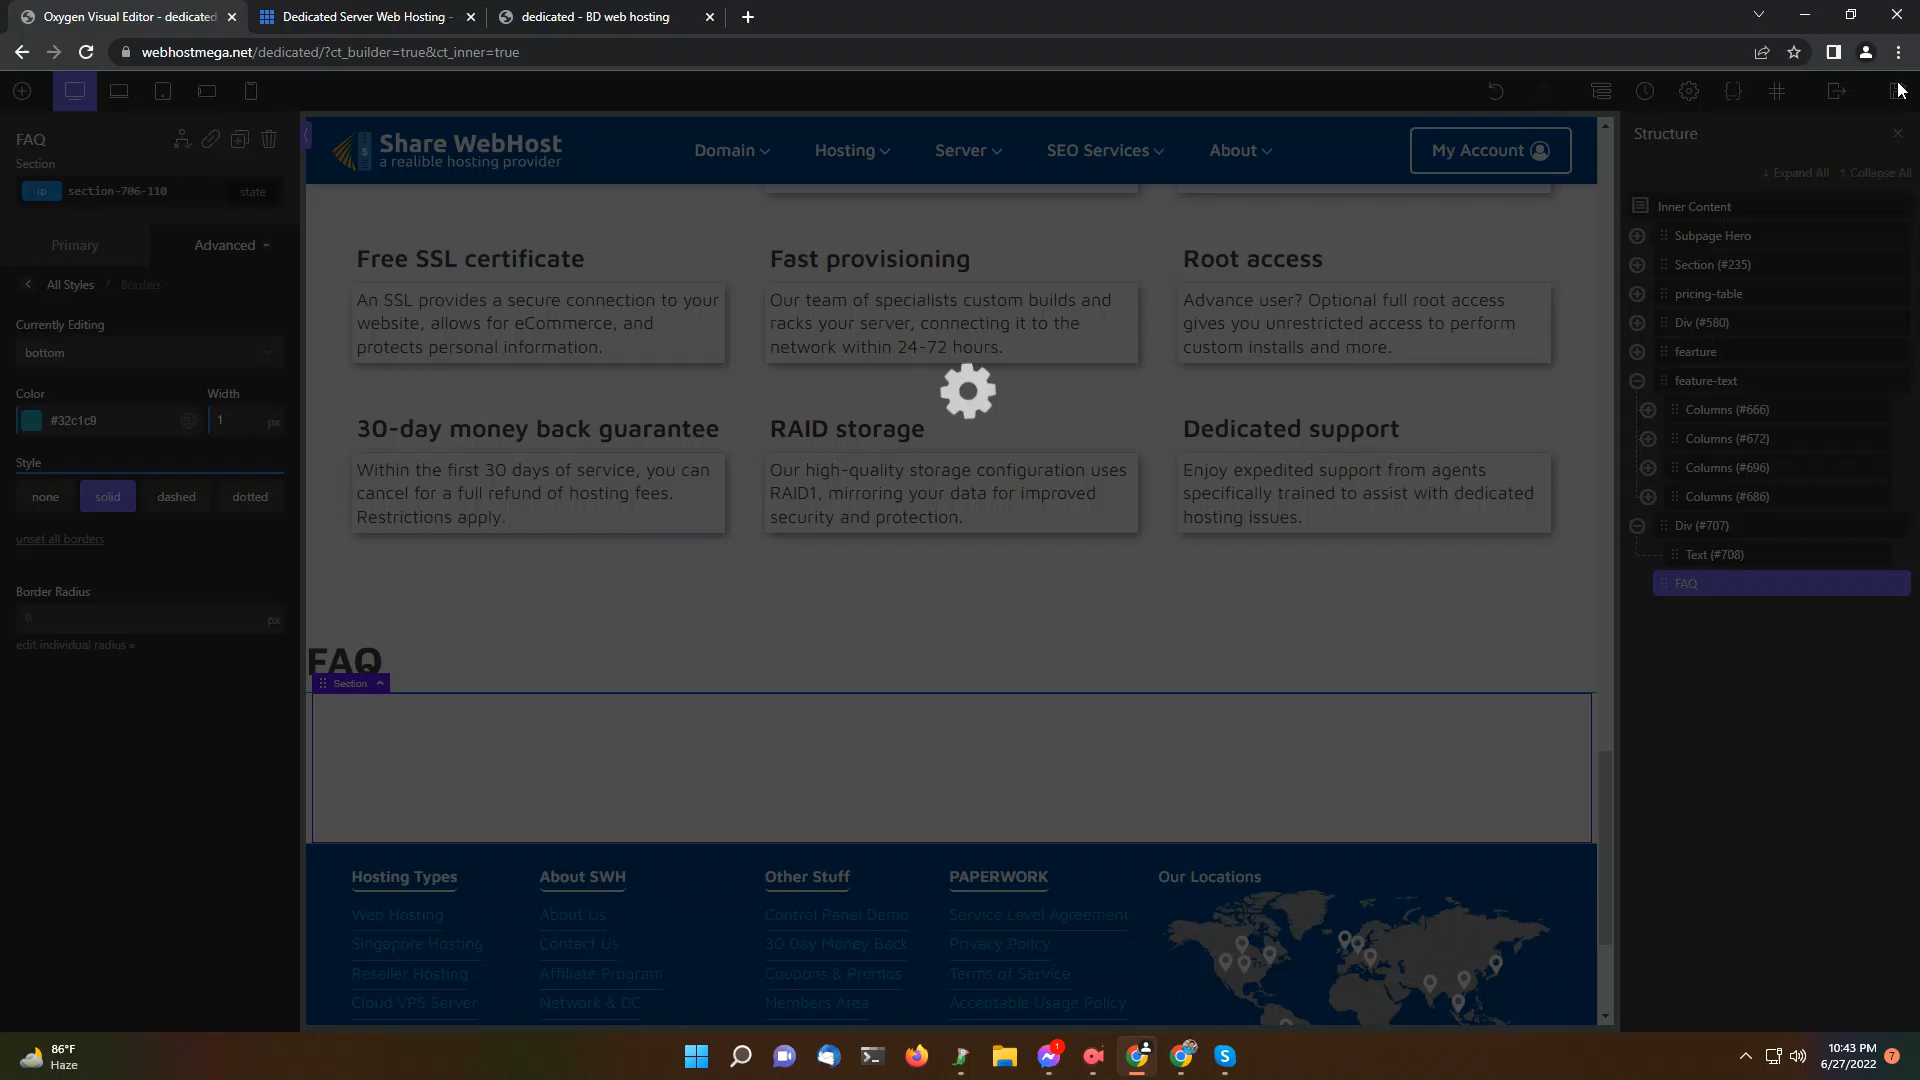 Oxygen Visual Editor - dedicated
Dedicated Server Web Hosting -
dedicated - BD web hosting
webhostmega.net/dedicated/?ct_builder=true&ct_inner=true
FAQ
Section
ID section-706-110 state
Primary
Advanced
All Styles / Borders
Currently Editing
bottom
Color
Width
#32c1c9
1 px
Style
none
solid
dashed
dotted
unset all borders
Border Radius
0 px
edit individual radius »
Share WebHost
a realible hosting provider
Domain
Hosting
Server
SEO Services
About
My Account
Free SSL certificate
An SSL provides a secure connection to your
website, allows for eCommerce, and
protects personal information.
Fast provisioning
Our team of specialists custom builds and
racks your server, connecting it to the
network within 24-72 hours.
Root access
Advance user? Optional full root access
gives you unrestricted access to perform
custom installs and more.
30-day money back guarantee
Within the first 30 days of service, you can
cancel for a full refund of hosting fees.
Restrictions apply.
RAID storage
Our high-quality storage configuration uses
RAID1, mirroring your data for improved
security and protection.
Dedicated support
Enjoy expedited support from agents
specifically trained to assist with dedicated
hosting issues.
FAQ
Section
Hosting Types
Web Hosting
Singapore Hosting
Reseller Hosting
Cloud VPS Server
About SWH
About Us
Contact Us
Affiliate Program
Network & DC
Other Stuff
Control Panel Demo
30 Day Money Back
Coupons & Promos
Members Area
PAPERWORK
Service Level Agreement
Privacy Policy
Terms of Service
Acceptable Usage Policy
Our Locations
Structure
Expand All
Collapse All
Inner Content
Subpage Hero
Section (#235)
pricing-table
Div (#580)
fearture
feature-text
Columns (#666)
Columns (#672)
Columns (#696)
Columns (#686)
Div (#707)
Text (#708)
FAQ
86°F
Haze
1
10:43 PM
6/27/2022
7